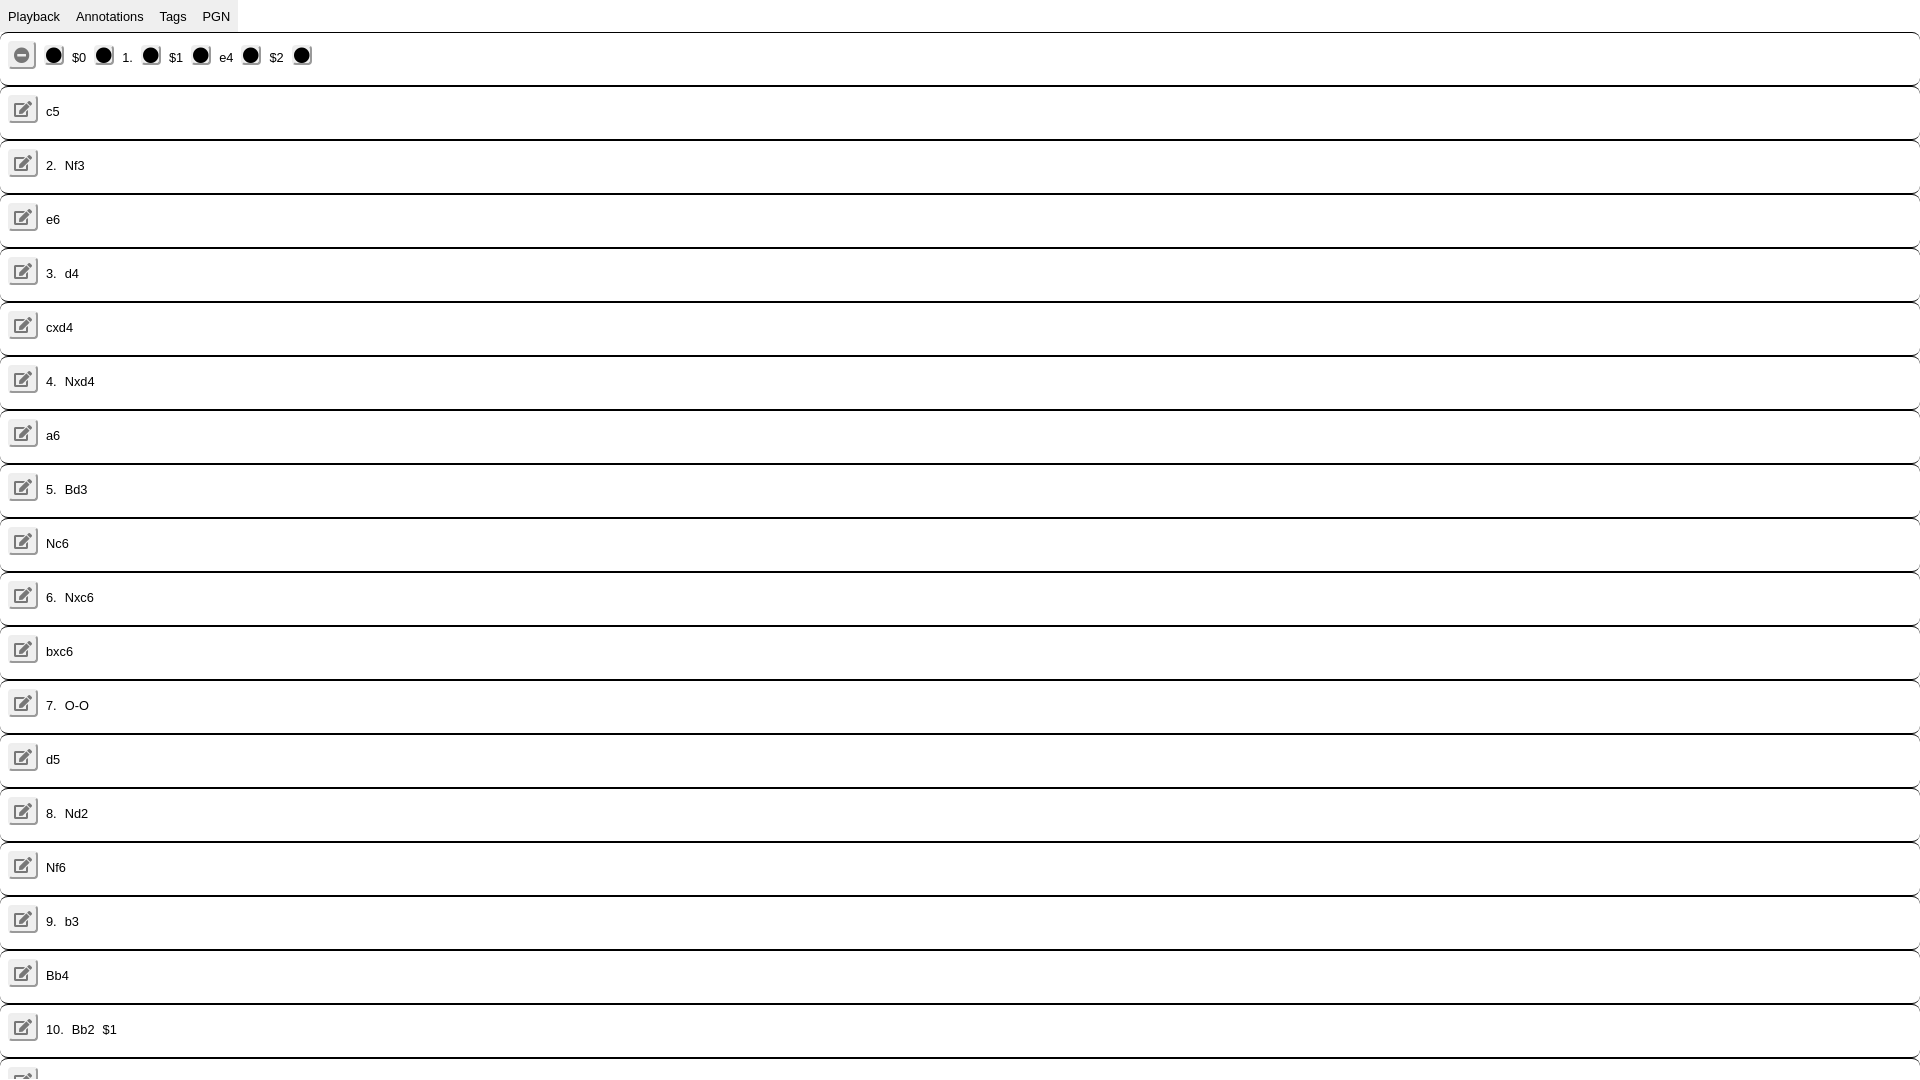 Playback Annotations Tags PGN
$0 1. $1 e4 $2
c5
2. Nf3
e6
3. d4
cxd4
4. Nxd4
a6
5. Bd3
Nc6
6. Nxc6
bxc6
7. O-O
d5
8. Nd2
Nf6
9. b3
Bb4
10. Bb2 $1